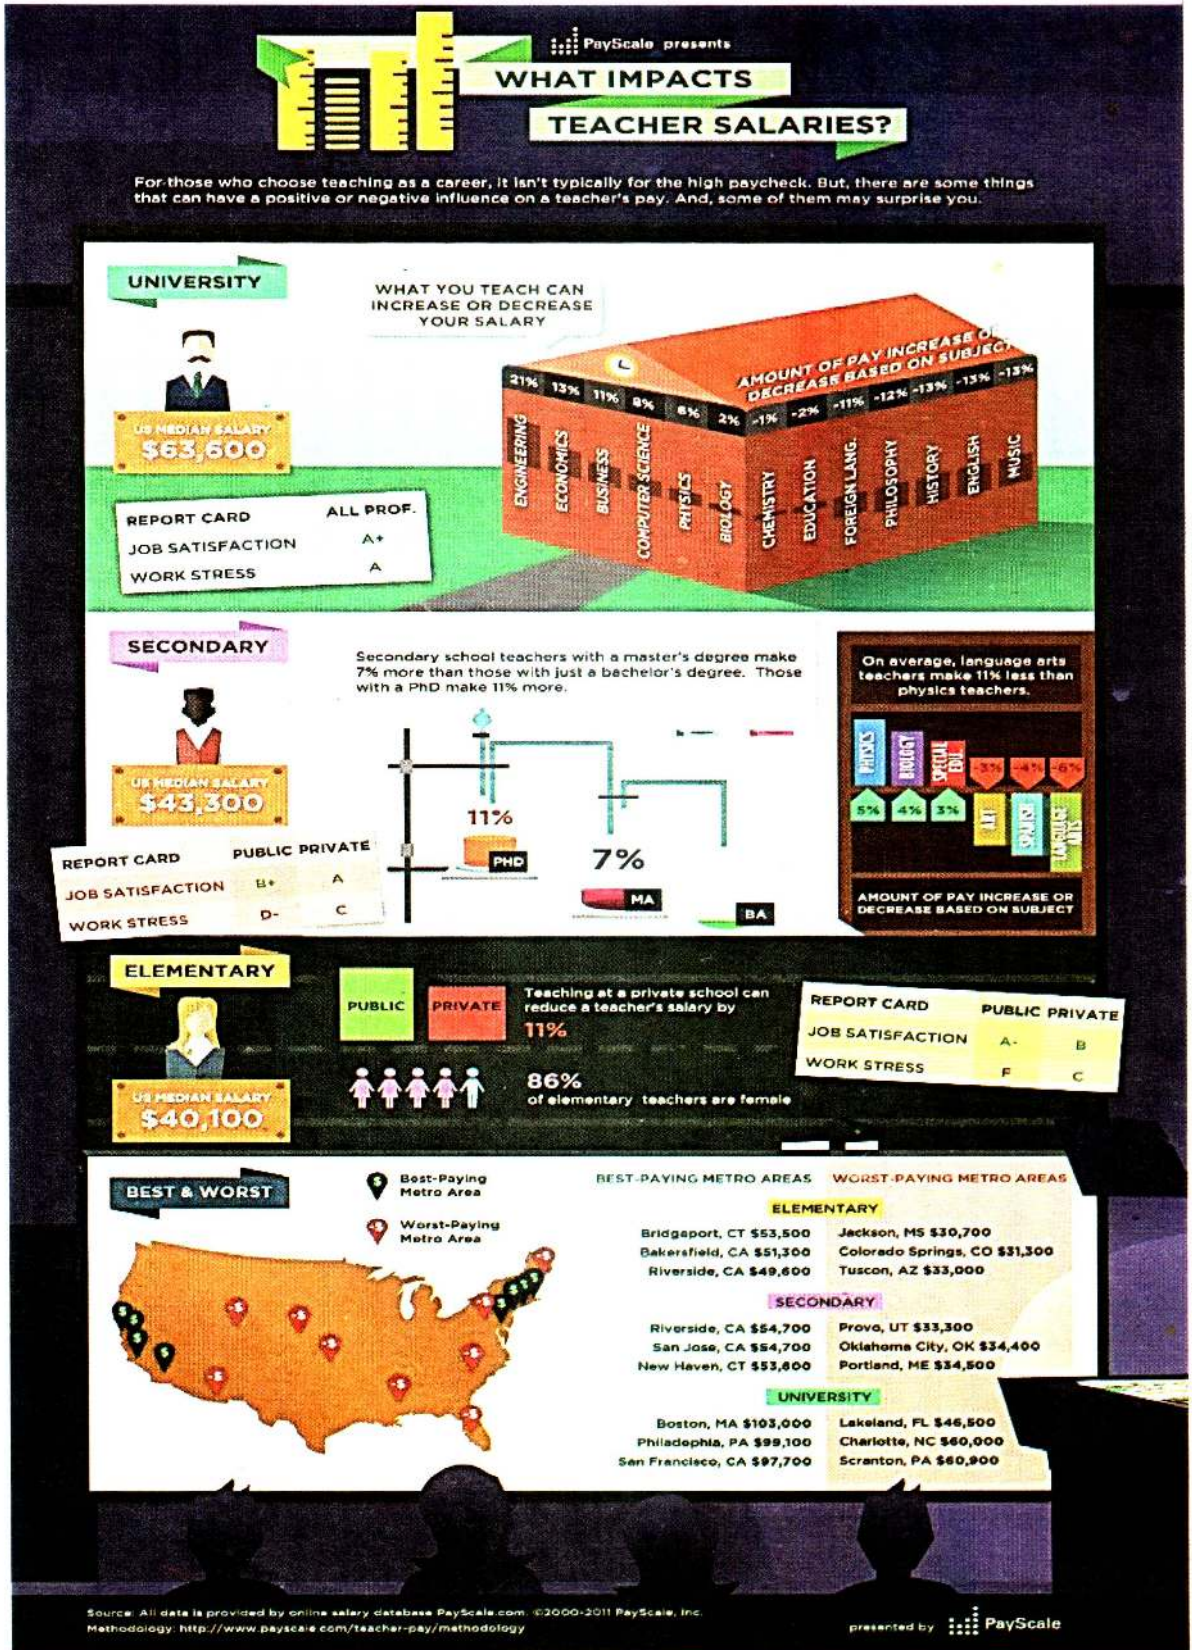 PayScale presents
WHAT IMPACTS
TEACHER SALARIES?
For those who choose teaching as a career, it isn't typically for the high paycheck. But, there are some things
that can have a positive or negative influence on a teacher's pay. And, some of them may surprise you.
UNIVERSITY
US MEDIAN SALARY
$63,600
WHAT YOU TEACH CAN
INCREASE OR DECREASE
YOUR SALARY
AMOUNT OF PAY INCREASE OR
DECREASE BASED ON SUBJECT
21% 13% 11% 8% 6% 2% -1% -2% -11% -12% -13% -13% -13%
ENGINEERING
ECONOMICS
BUSINESS
COMPUTER SCIENCE
PHYSICS
BIOLOGY
CHEMISTRY
EDUCATION
FOREIGN LANG.
PHILOSOPHY
HISTORY
ENGLISH
MUSIC
REPORT CARD ALL PROF.
JOB SATISFACTION A+
WORK STRESS A
SECONDARY
US MEDIAN SALARY
$43,300
REPORT CARD PUBLIC PRIVATE
JOB SATISFACTION B+ A
WORK STRESS D- C
Secondary school teachers with a master's degree make
7% more than those with just a bachelor's degree. Those
with a PhD make 11% more.
11%
PHD
7%
MA
BA
On average, language arts
teachers make 11% less than
physics teachers.
PHYSICS
BIOLOGY
SPECIAL EDU.
-3% -4% -6%
5% 4% 3%
ART
SPANISH
LANGUAGE ARTS
AMOUNT OF PAY INCREASE OR
DECREASE BASED ON SUBJECT
ELEMENTARY
US MEDIAN SALARY
$40,100
PUBLIC
PRIVATE
Teaching at a private school can
reduce a teacher's salary by
11%
86%
of elementary teachers are female
REPORT CARD PUBLIC PRIVATE
JOB SATISFACTION A- B
WORK STRESS F C
BEST & WORST
Best-Paying
Metro Area
Worst-Paying
Metro Area
BEST-PAYING METRO AREAS WORST-PAYING METRO AREAS
ELEMENTARY
Bridgeport, CT $53,500 Jackson, MS $30,700
Bakersfield, CA $51,300 Colorado Springs, CO $31,300
Riverside, CA $49,600 Tuscon, AZ $33,000
SECONDARY
Riverside, CA $54,700 Provo, UT $33,300
San Jose, CA $54,700 Oklahoma City, OK $34,400
New Haven, CT $53,600 Portland, ME $34,500
UNIVERSITY
Boston, MA $103,000 Lakeland, FL $46,500
Philadephia, PA $99,100 Charlotte, NC $60,000
San Francisco, CA $97,700 Scranton, PA $60,900
Source: All data is provided by online salary database PayScale.com. ©2000-2011 PayScale, Inc.
Methodology: http://www.payscale.com/teacher-pay/methodology
presented by PayScale